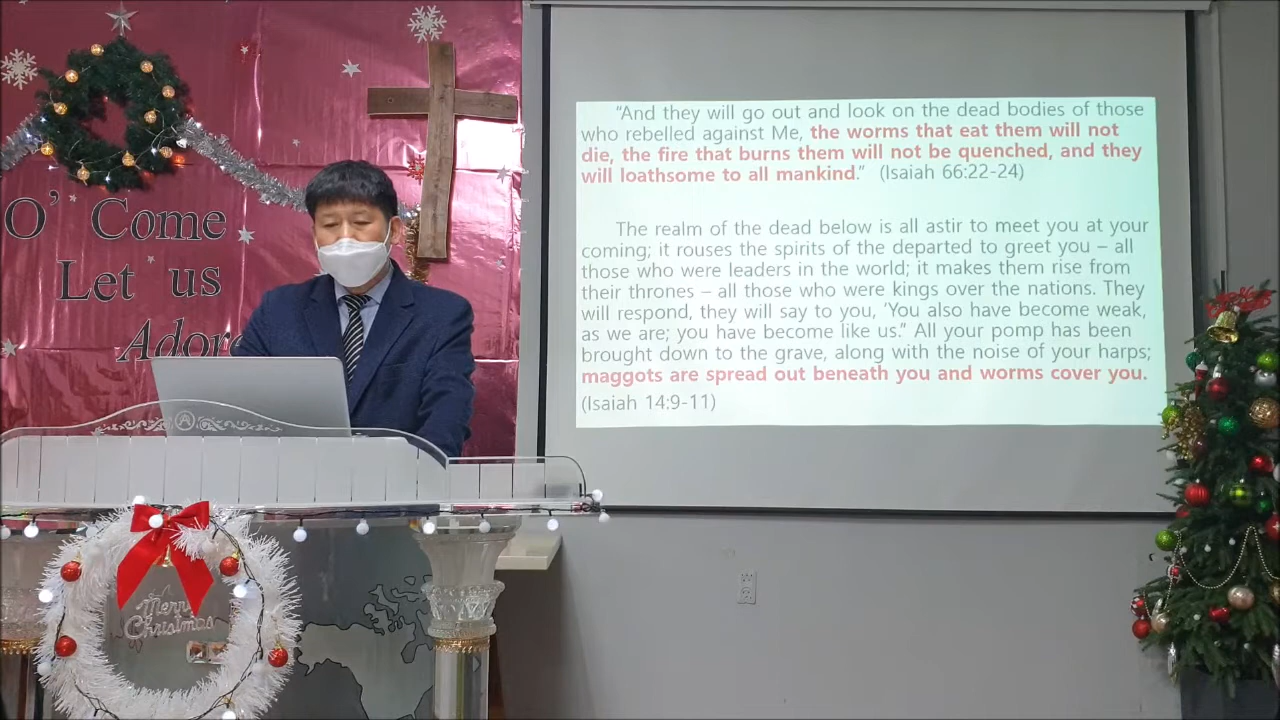 O' Come
Let us
Adore
"And they will go out and look on the dead bodies of those
who rebelled against Me, the worms that eat them will not
die, the fire that burns them will not be quenched, and they
will loathsome to all mankind." (Isaiah 66:22-24)
The realm of the dead below is all astir to meet you at your
coming; it rouses the spirits of the departed to greet you – all
those who were leaders in the world; it makes them rise from
their thrones – all those who were kings over the nations. They
will respond, they will say to you, 'You also have become weak,
as we are; you have become like us." All your pomp has been
brought down to the grave, along with the noise of your harps;
maggots are spread out beneath you and worms cover you.
(Isaiah 14:9-11)
Merry
Christmas